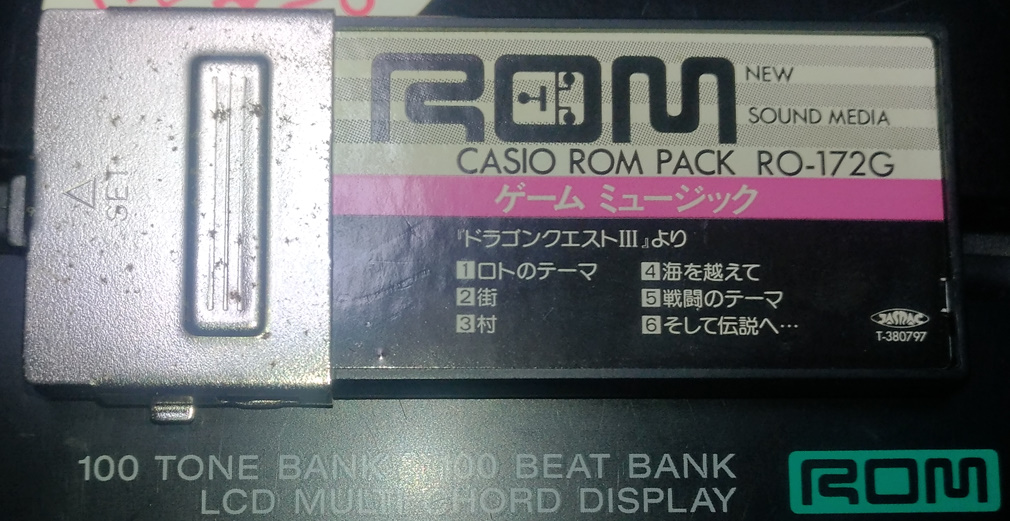 ROM
NEW
SOUND MEDIA
CASIO ROM PACK RO-172G
ゲーム ミュージック
『ドラゴンクエストIII』より
1 ロトのテーマ
2 街
3 村
4 海を越えて
5 戦闘のテーマ
6 そして伝説へ…
JASRAC
T-380797
△
SET
100 TONE BANK 100 BEAT BANK
LCD MULTI CHORD DISPLAY
ROM